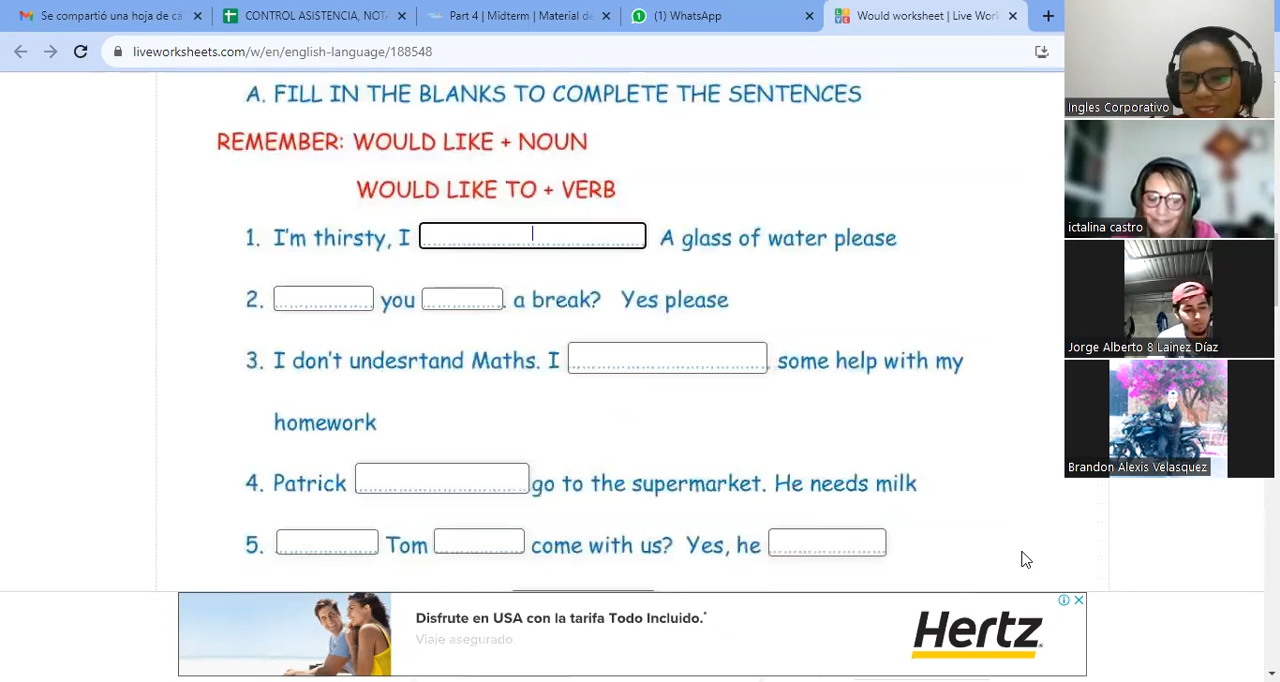 Se compartió una hoja de c
CONTROL ASISTENCIA, NOTA
Part 4 | Midterm | Material de
(1) WhatsApp
Would worksheet | Live Work
liveworksheets.com/w/en/english-language/188548
A. FILL IN THE BLANKS TO COMPLETE THE SENTENCES
REMEMBER: WOULD LIKE + NOUN
WOULD LIKE TO + VERB
1. I'm thirsty, I A glass of water please
2. you a break? Yes please
3. I don't undesrtand Maths. I some help with my
homework
4. Patrick go to the supermarket. He needs milk
5. Tom come with us? Yes, he
Disfrute en USA con la tarifa Todo Incluido.*
Viaje asegurado.
Hertz
Ingles Corporativo
ictalina castro
Jorge Alberto 8 Lainez Díaz
Brandon Alexis Velasquez